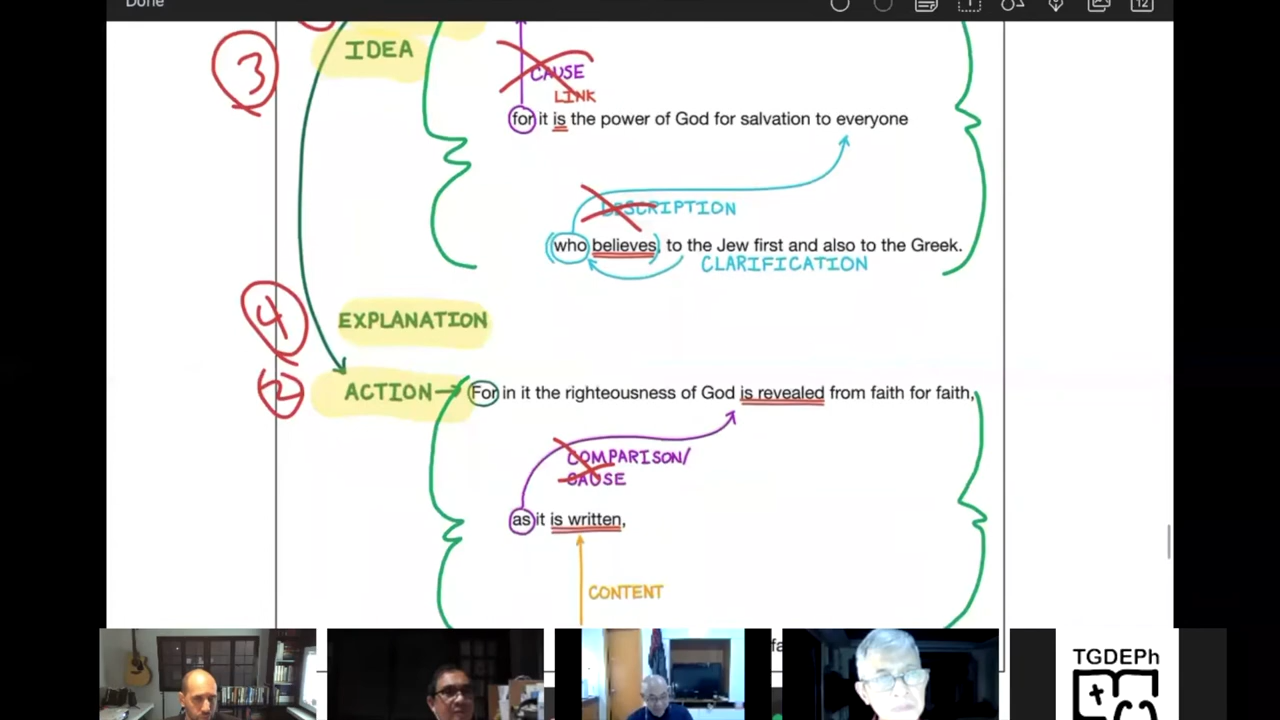 Done
12
3
IDEA
CAUSE
LINK
for it is the power of God for salvation to everyone
DESCRIPTION
(who believes) to the Jew first and also to the Greek.
CLARIFICATION
4
EXPLANATION
2
ACTION → For in it the righteousness of God is revealed from faith for faith,
COMPARISON/
CAUSE
as it is written,
CONTENT
TGDEPh